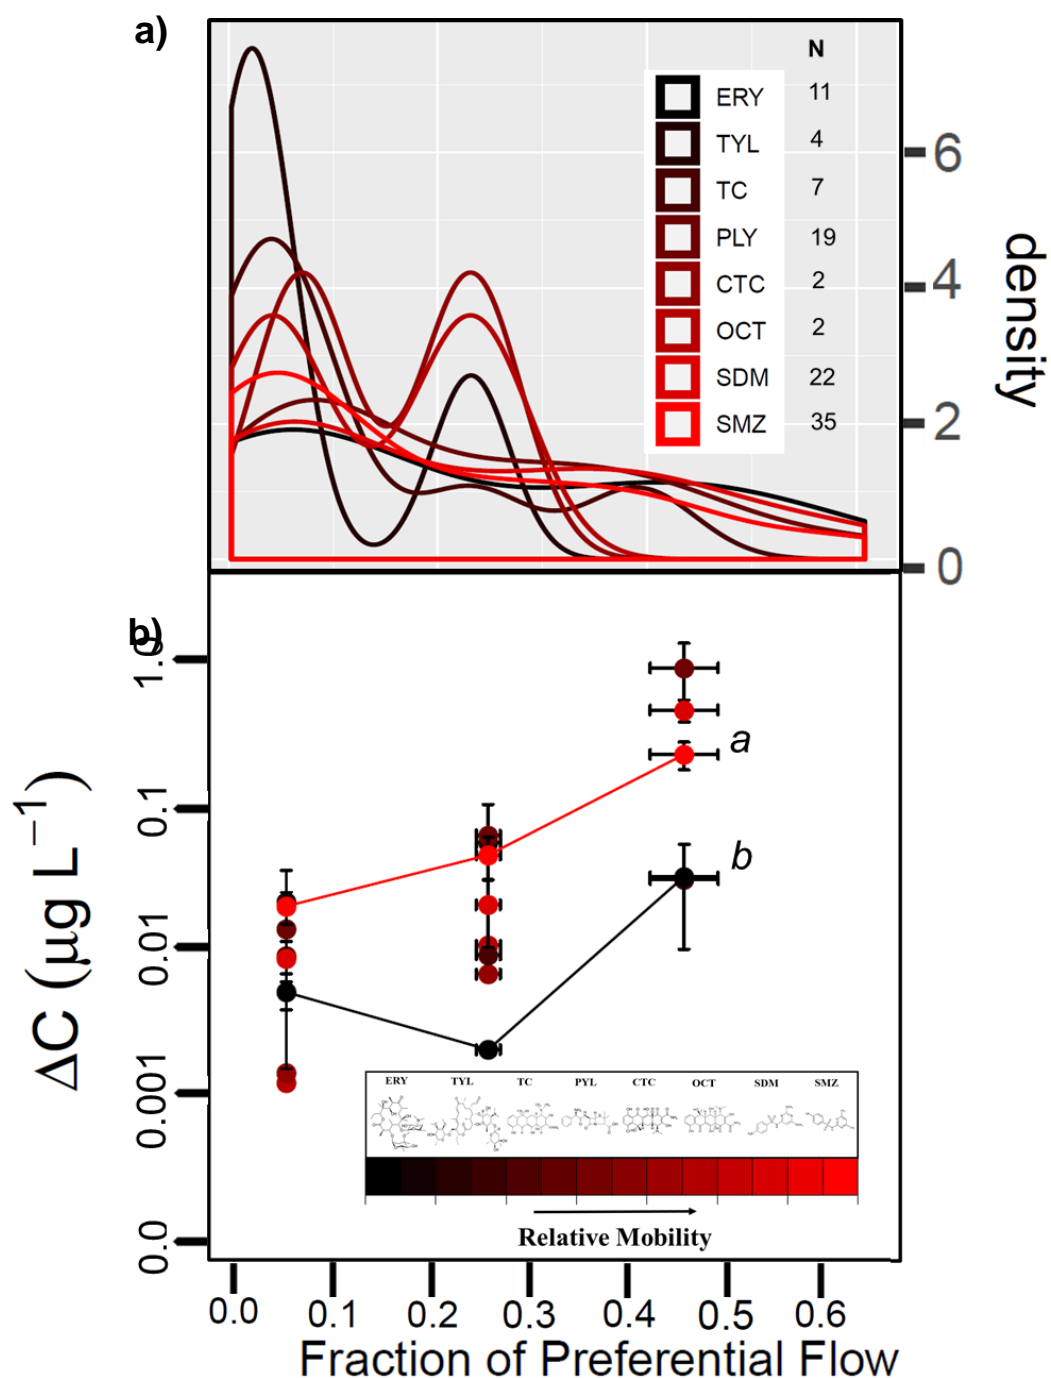 a)
N
ERY 11
TYL 4
TC 7
PLY 19
CTC 2
OCT 2
SDM 22
SMZ 35
6
4
2
0
density
b)
1.0
0.1
0.01
0.001
0.0
ΔC (µg L−1)
a
b
ERY TYL TC PYL CTC OCT SDM SMZ
Relative Mobility
0.0 0.1 0.2 0.3 0.4 0.5 0.6
Fraction of Preferential Flow